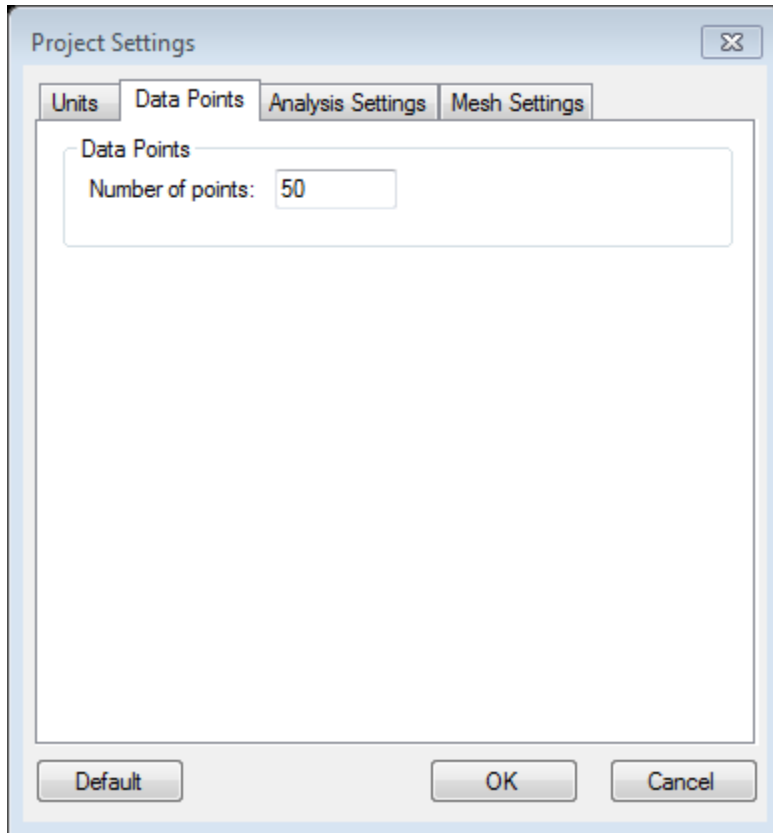 Project Settings
Units Data Points Analysis Settings Mesh Settings
Data Points
Number of points: 50
Default OK Cancel